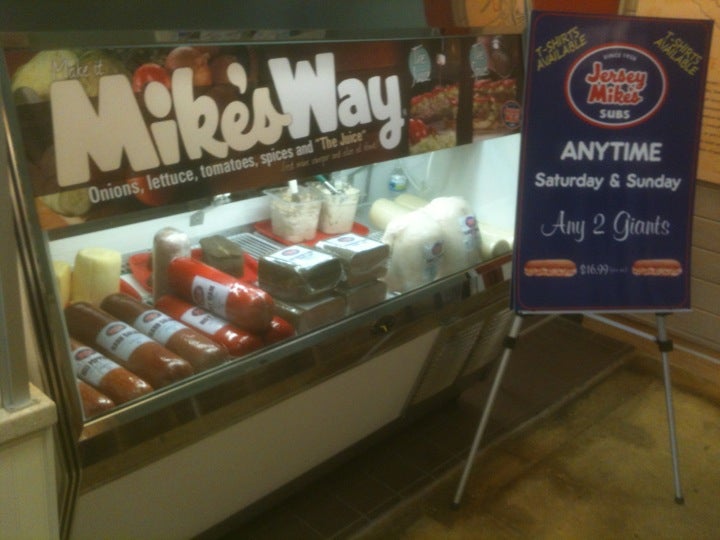 Make it
Mike's Way
Onions, lettuce, tomatoes, spices and "The Juice"
T-SHIRTS AVAILABLE
T-SHIRTS AVAILABLE
SINCE 1956
Jersey Mike's
SUBS
ANYTIME
Saturday & Sunday
Any 2 Giants
$16.99